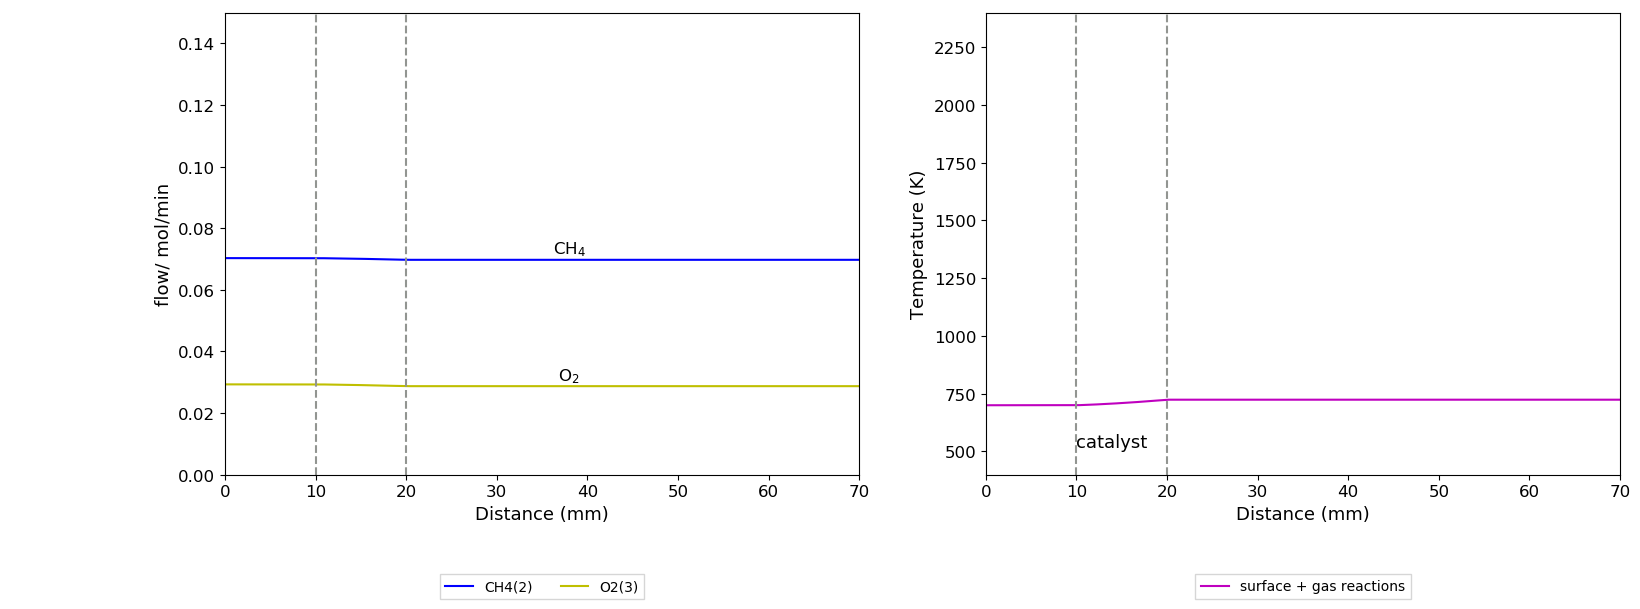 0.14
0.12
0.10
0.08
0.06
0.04
0.02
0.00
flow/ mol/min
CH₄
O₂
0 10 20 30 40 50 60 70
Distance (mm)
CH4(2) O2(3)
2250
2000
1750
1500
1250
1000
750
500
Temperature (K)
catalyst
0 10 20 30 40 50 60 70
Distance (mm)
surface + gas reactions